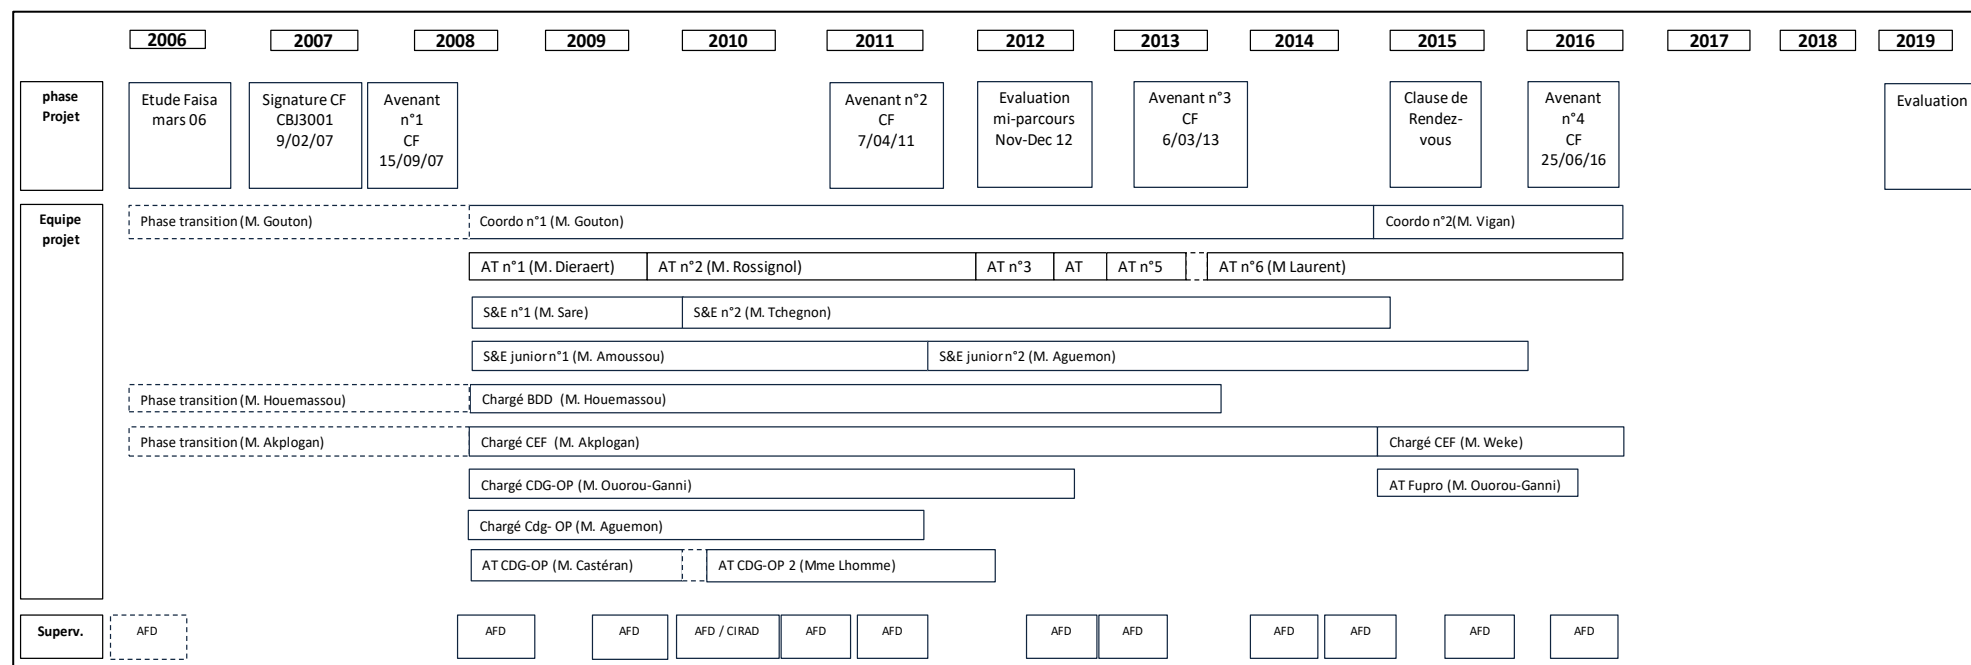 2006 2007 2008 2009 2010 2011 2012 2013 2014 2015 2016 2017 2018 2019
phase
Projet
Etude Faisa
mars 06
Signature CF
CBJ3001
9/02/07
Avenant
n°1
CF
15/09/07
Avenant n°2
CF
7/04/11
Evaluation
mi-parcours
Nov-Dec 12
Avenant n°3
CF
6/03/13
Clause de
Rendez-
vous
Avenant
n°4
CF
25/06/16
Evaluation
Equipe
projet
Phase transition (M. Gouton) Coordo n°1 (M. Gouton) Coordo n°2(M. Vigan)
AT n°1 (M. Dieraert) AT n°2 (M. Rossignol) AT n°3 AT AT n°5 AT n°6 (M Laurent)
S&E n°1 (M. Sare) S&E n°2 (M. Tchegnon)
S&E junior n°1 (M. Amoussou) S&E junior n°2 (M. Aguemon)
Phase transition (M. Houemassou) Chargé BDD (M. Houemassou)
Phase transition (M. Akplogan) Chargé CEF (M. Akplogan) Chargé CEF (M. Weke)
Chargé CDG-OP (M. Ouorou-Ganni) AT Fupro (M. Ouorou-Ganni)
Chargé Cdg- OP (M. Aguemon)
AT CDG-OP (M. Castéran) AT CDG-OP 2 (Mme Lhomme)
Superv. AFD AFD AFD AFD / CIRAD AFD AFD AFD AFD AFD AFD AFD AFD